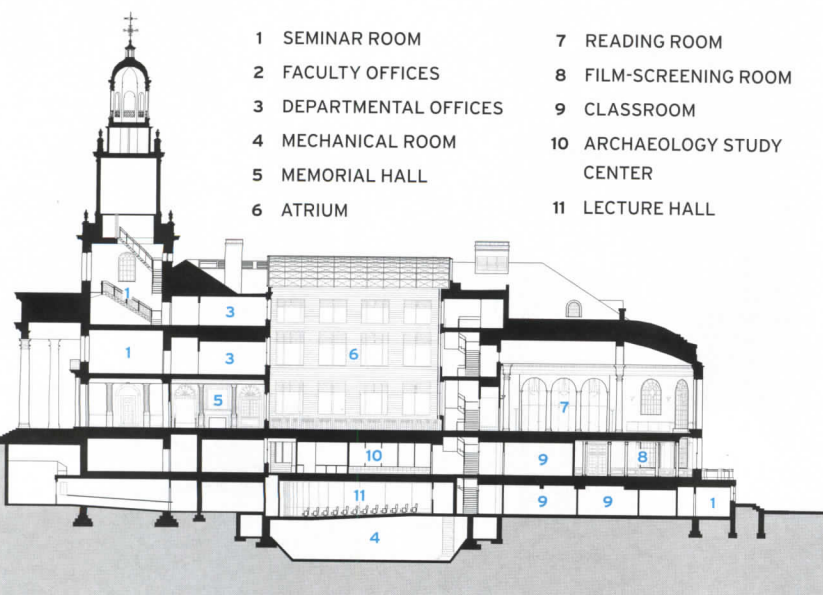 1 SEMINAR ROOM
2 FACULTY OFFICES
3 DEPARTMENTAL OFFICES
4 MECHANICAL ROOM
5 MEMORIAL HALL
6 ATRIUM
7 READING ROOM
8 FILM-SCREENING ROOM
9 CLASSROOM
10 ARCHAEOLOGY STUDY
CENTER
11 LECTURE HALL
1
3
1
3
6
5
7
10
9
8
11
9
9
1
4